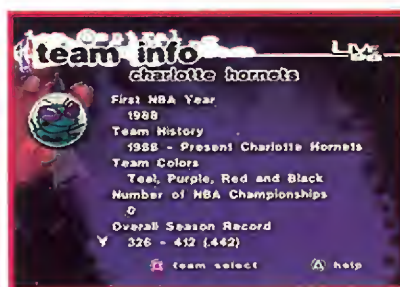 team info
LIVE
charlotte hornets
First NBA Year
1988
Team History
1988 - Present Charlotte Hornets
Team Colors
Teal, Purple, Red and Black
Number of NBA Championships
0
Overall Season Record
326 - 412 (.442)
team select
help